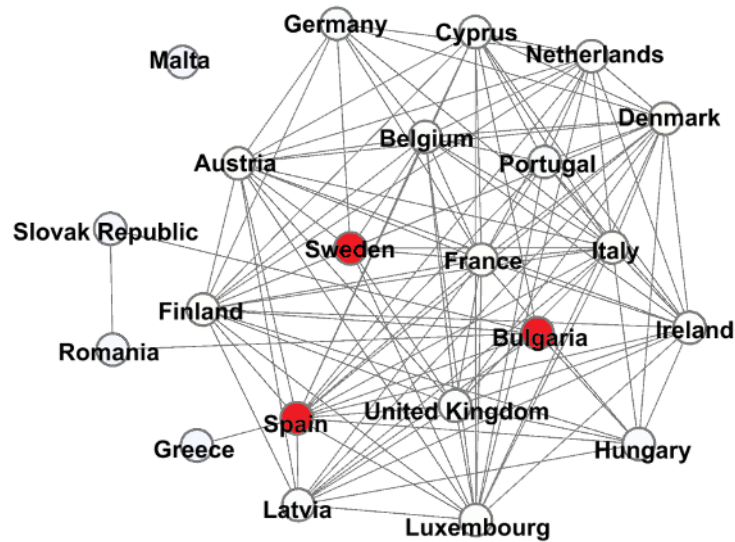 Germany
Cyprus
Netherlands
Malta
Denmark
Belgium
Portugal
Austria
Slovak Republic
Sweden
France
Italy
Finland
Bulgaria
Ireland
Romania
Spain
United Kingdom
Greece
Hungary
Latvia
Luxembourg